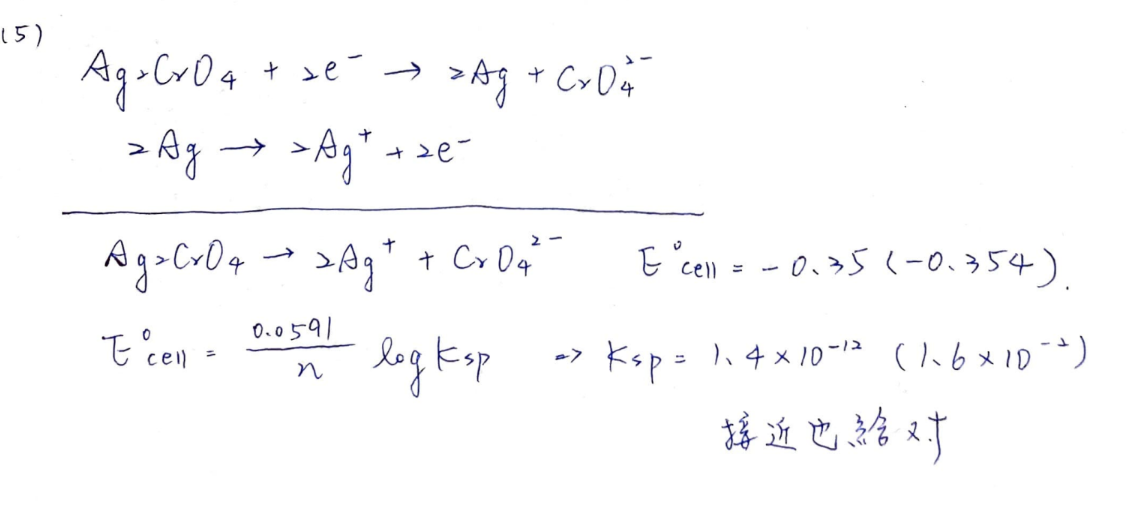 (5)
Ag₂CrO₄ + 2e⁻ → 2Ag + CrO₄²⁻
2Ag → 2Ag⁺ + 2e⁻
Ag₂CrO₄ → 2Ag⁺ + CrO₄²⁻ E°cell = -0.35 (-0.354).
E°cell = 0.0591/n log Ksp => Ksp = 1.4 × 10⁻¹² (1.6 × 10⁻²)
接近也給对